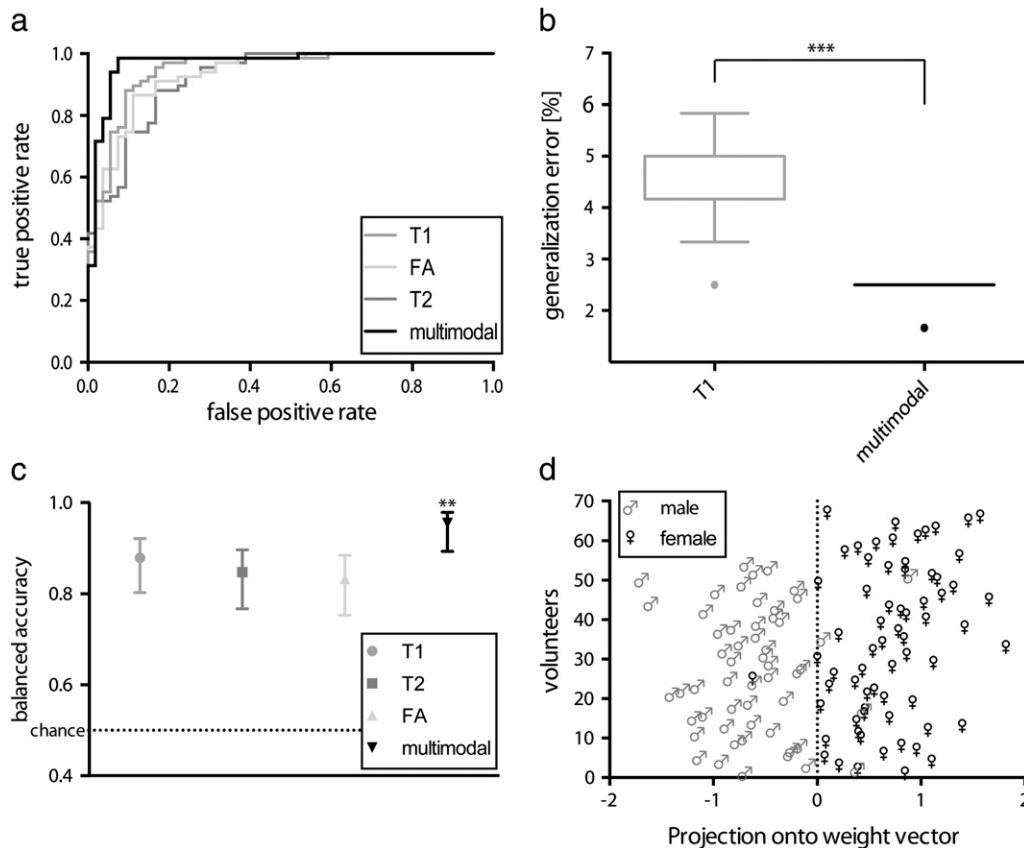 a
true positive rate
1.0
0.8
0.6
0.4
0.2
0.0
T1
FA
T2
multimodal
0.0 0.2 0.4 0.6 0.8 1.0
false positive rate
b
generalization error [%]
7
6
5
4
3
2
***
T1
multimodal
c
balanced accuracy
1.0
0.8
0.6
chance
0.4
**
T1
T2
FA
multimodal
d
volunteers
70
60
50
40
30
20
10
0
♂ male
♀ female
-2 -1 0 1 2
Projection onto weight vector